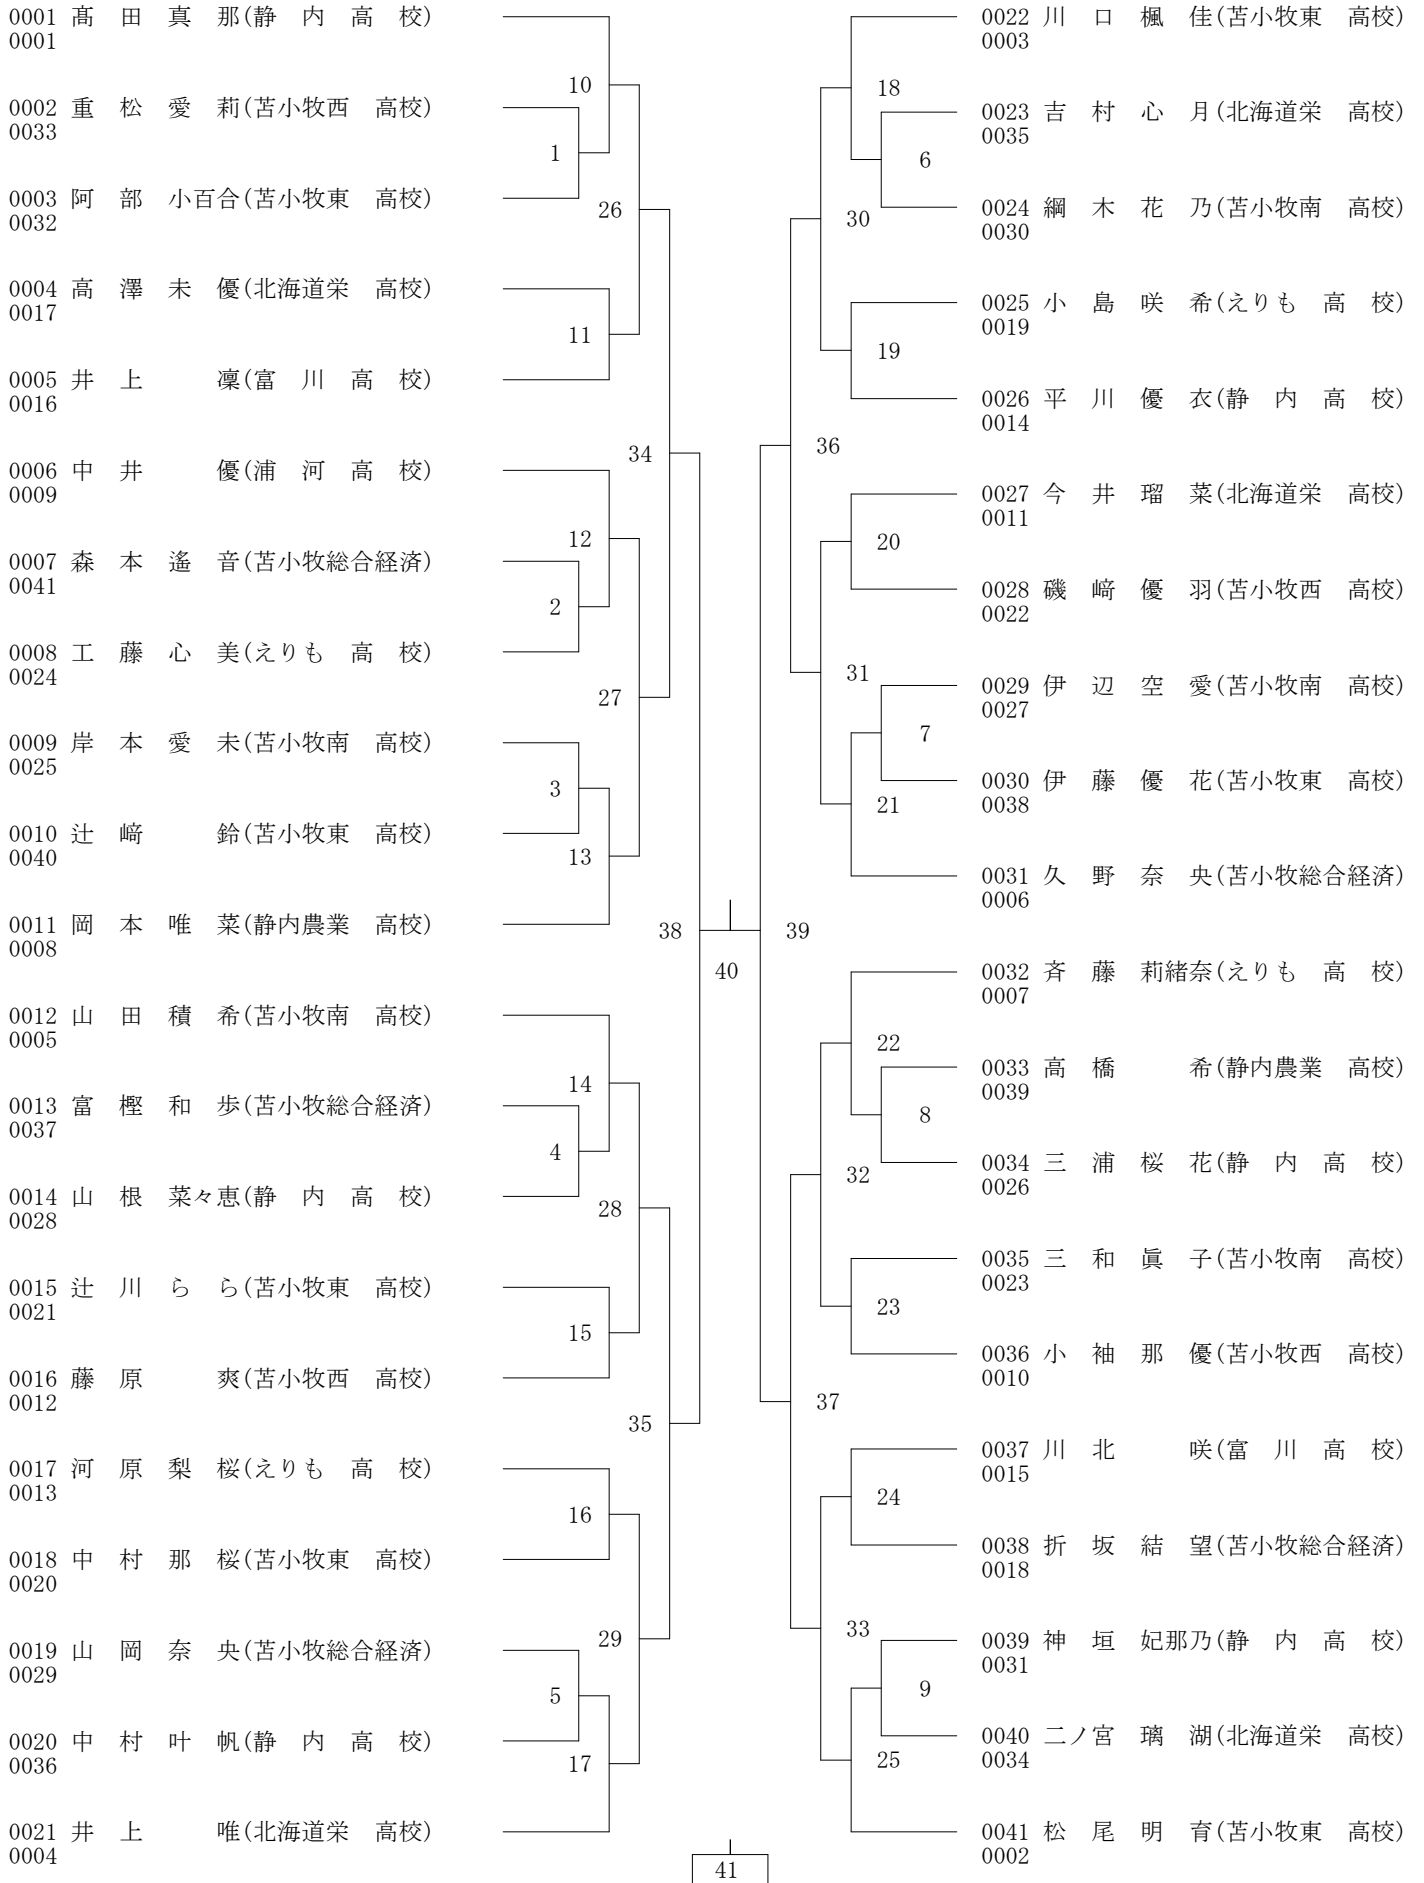 0001 髙　田　真　那(静　内　高　校)
0001
10
0002 重　松　愛　莉(苫小牧西　高校)
0033
1
0003 阿　部　小百合(苫小牧東　高校)
0032
26
0004 高　澤　未　優(北海道栄　高校)
0017
11
0005 井　上　　　凜(富　川　高　校)
0016
34
0006 中　井　　　優(浦　河　高　校)
0009
12
0007 森　本　遙　音(苫小牧総合経済)
0041
2
0008 工　藤　心　美(えりも　高　校)
0024
27
0009 岸　本　愛　未(苫小牧南　高校)
0025
3
0010 辻　﨑　　　鈴(苫小牧東　高校)
0040
13
0011 岡　本　唯　菜(静内農業　高校)
0008
38
40
0012 山　田　積　希(苫小牧南　高校)
0005
14
0013 富　樫　和　歩(苫小牧総合経済)
0037
4
0014 山　根　菜々恵(静　内　高　校)
0028
28
0015 辻　川　ら　ら(苫小牧東　高校)
0021
15
0016 藤　原　　　爽(苫小牧西　高校)
0012
35
0017 河　原　梨　桜(えりも　高　校)
0013
16
0018 中　村　那　桜(苫小牧東　高校)
0020
29
0019 山　岡　奈　央(苫小牧総合経済)
0029
5
0020 中　村　叶　帆(静　内　高　校)
0036
17
0021 井　上　　　唯(北海道栄　高校)
0004
41
0022 川　口　楓　佳(苫小牧東　高校)
0003
18
0023 吉　村　心　月(北海道栄　高校)
0035
6
0024 綱　木　花　乃(苫小牧南　高校)
0030
30
0025 小　島　咲　希(えりも　高　校)
0019
19
0026 平　川　優　衣(静　内　高　校)
0014
36
0027 今　井　瑠　菜(北海道栄　高校)
0011
20
0028 磯　﨑　優　羽(苫小牧西　高校)
0022
31
0029 伊　辺　空　愛(苫小牧南　高校)
0027
7
0030 伊　藤　優　花(苫小牧東　高校)
0038
21
0031 久　野　奈　央(苫小牧総合経済)
0006
39
0032 斉　藤　莉緒奈(えりも　高　校)
0007
22
0033 高　橋　　　希(静内農業　高校)
0039
8
0034 三　浦　桜　花(静　内　高　校)
0026
32
0035 三　和　眞　子(苫小牧南　高校)
0023
23
0036 小　袖　那　優(苫小牧西　高校)
0010
37
0037 川　北　　　咲(富　川　高　校)
0015
24
0038 折　坂　結　望(苫小牧総合経済)
0018
33
0039 神　垣　妃那乃(静　内　高　校)
0031
9
0040 二ノ宮　璃　湖(北海道栄　高校)
0034
25
0041 松　尾　明　育(苫小牧東　高校)
0002